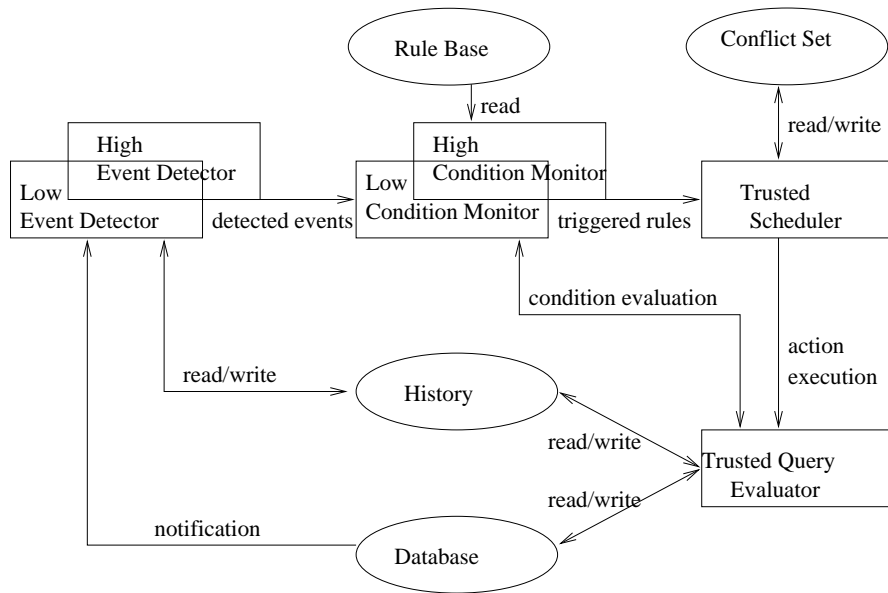 Rule Base
Conflict Set
read
read/write
High
Event Detector
Low
Event Detector
detected events
High
Condition Monitor
Low
Condition Monitor
triggered rules
Trusted
Scheduler
condition evaluation
action
execution
read/write
History
read/write
Trusted Query
Evaluator
read/write
notification
Database